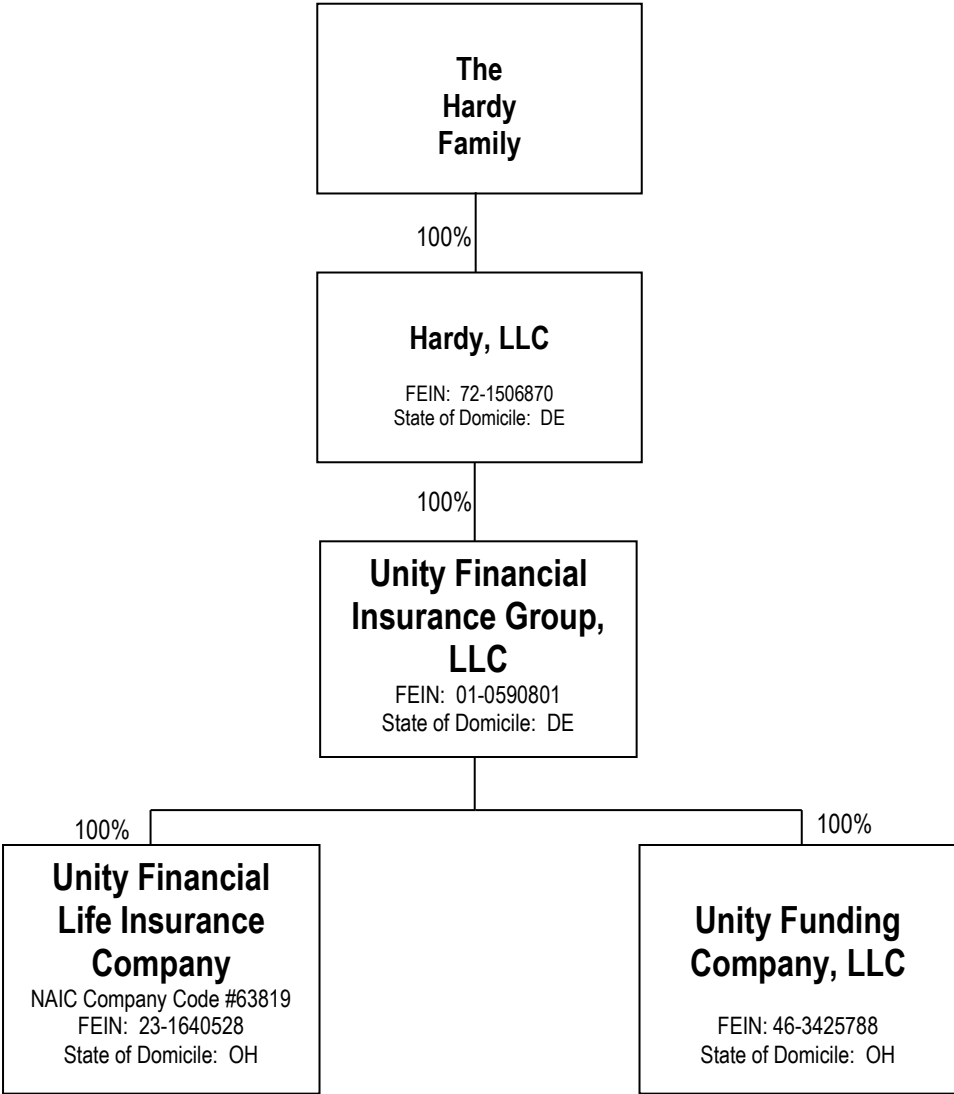 The
Hardy
Family
100%
Hardy, LLC
FEIN: 72-1506870
State of Domicile: DE
100%
Unity Financial
Insurance Group,
LLC
FEIN: 01-0590801
State of Domicile: DE
100%
Unity Financial
Life Insurance
Company
NAIC Company Code #63819
FEIN: 23-1640528
State of Domicile: OH
100%
Unity Funding
Company, LLC
FEIN: 46-3425788
State of Domicile: OH